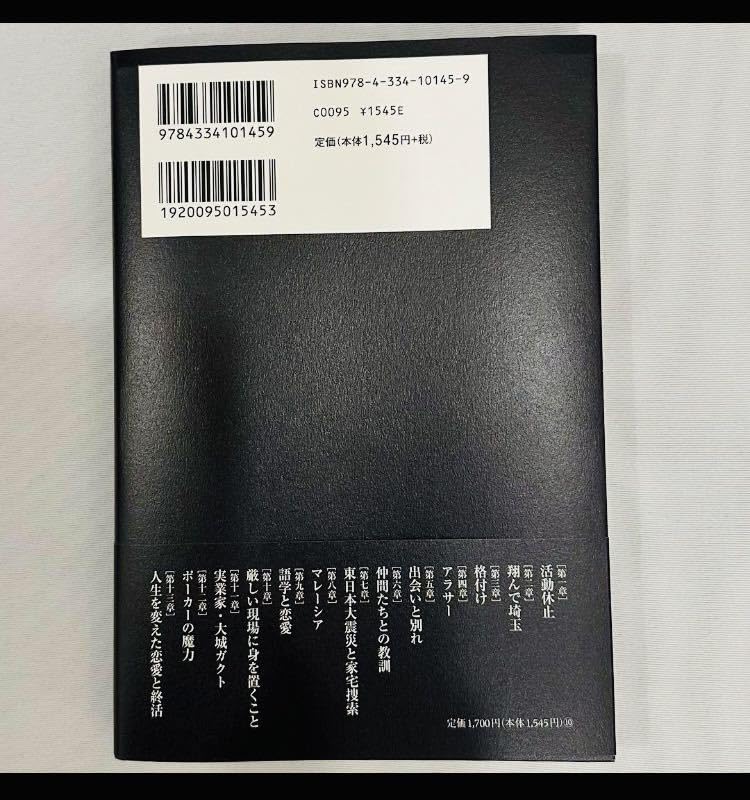 ISBN978-4-334-10145-9
C0095 ¥1545E
定価(本体1,545円+税)
9784334101459
1920095015453
[第一章]
活動休止
[第二章]
翔んで埼玉
[第三章]
格付け
[第四章]
アラサー
[第五章]
出会いと別れ
[第六章]
仲間たちとの教訓
[第七章]
東日本大震災と家宅捜索
[第八章]
マレーシア
[第九章]
語学と恋愛
[第十章]
厳しい現場に身を置くこと
[第十一章]
実業家・大城ガクト
[第十二章]
ポーカーの魔力
[第十三章]
人生を変えた恋愛と終活
定価1,700円(本体1,545円)⑩